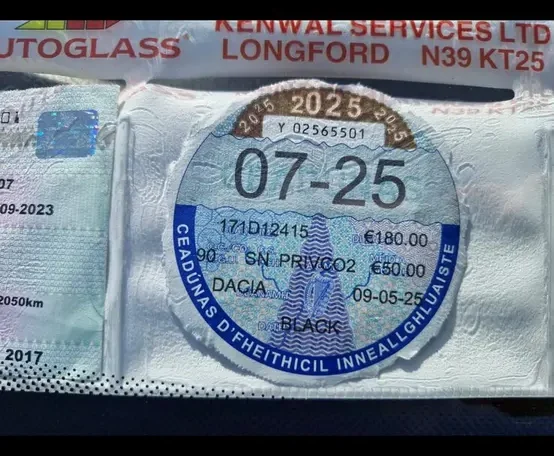 AUTOGLASS
KENWAL SERVICES LTD
LONGFORD N39 KT25
07
09-2023
2050km
2017
2025 2025 2025
Y 02565501
07-25
171D12415 €180.00
90 SN PRIVCO2 €50.00
DACIA 09-05-25
BLACK
CEADÚNAS D'FHEITHICIL INNEALLGHLUAISTE